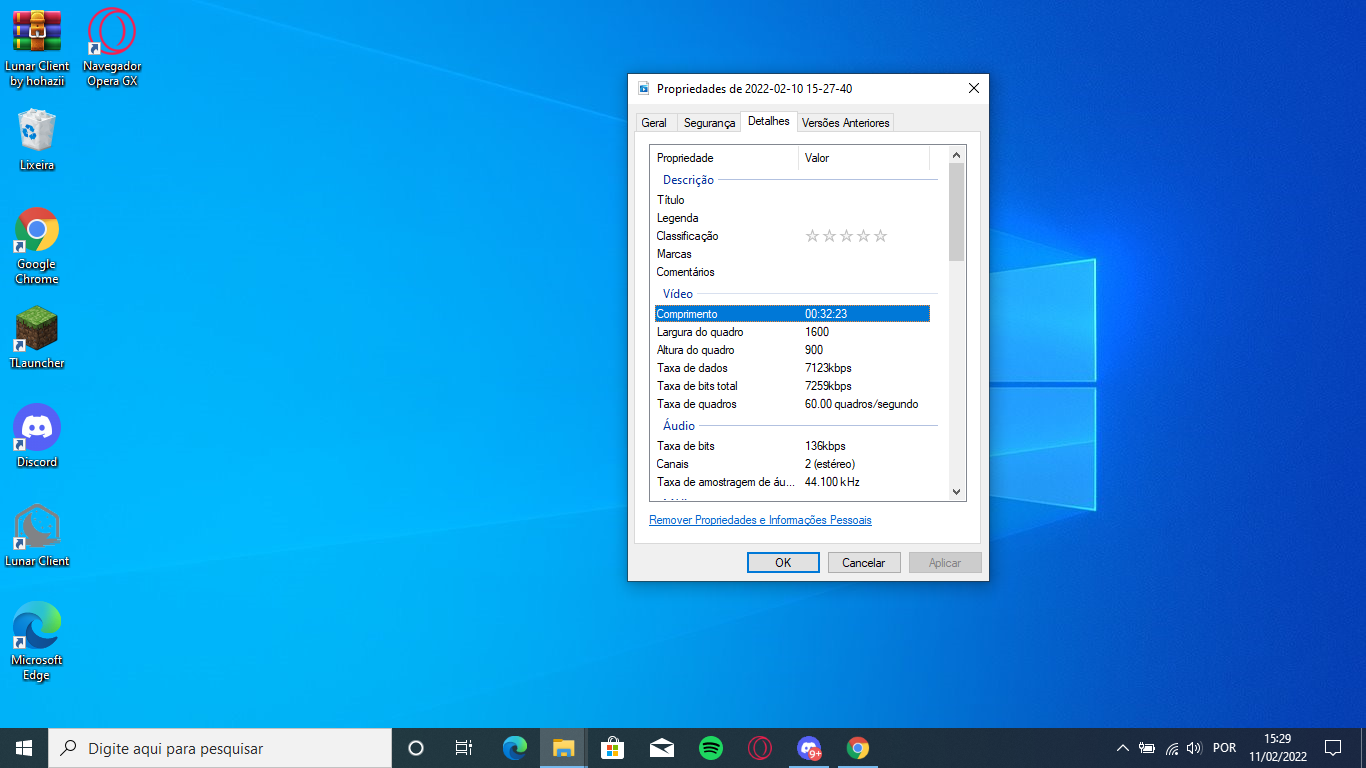 Lunar Client
by hohazii
Navegador
Opera GX
Lixeira
Google
Chrome
TLauncher
Discord
Lunar Client
Microsoft
Edge
Propriedades de 2022-02-10 15-27-40
Geral Segurança Detalhes Versões Anteriores
Propriedade Valor
Descrição
Título
Legenda
Classificação
Marcas
Comentários
Vídeo
Comprimento 00:32:23
Largura do quadro 1600
Altura do quadro 900
Taxa de dados 7123kbps
Taxa de bits total 7259kbps
Taxa de quadros 60.00 quadros/segundo
Áudio
Taxa de bits 136kbps
Canais 2 (estéreo)
Taxa de amostragem de áu... 44.100 kHz
Remover Propriedades e Informações Pessoais
OK Cancelar Aplicar
Digite aqui para pesquisar
9+
POR
15:29
11/02/2022